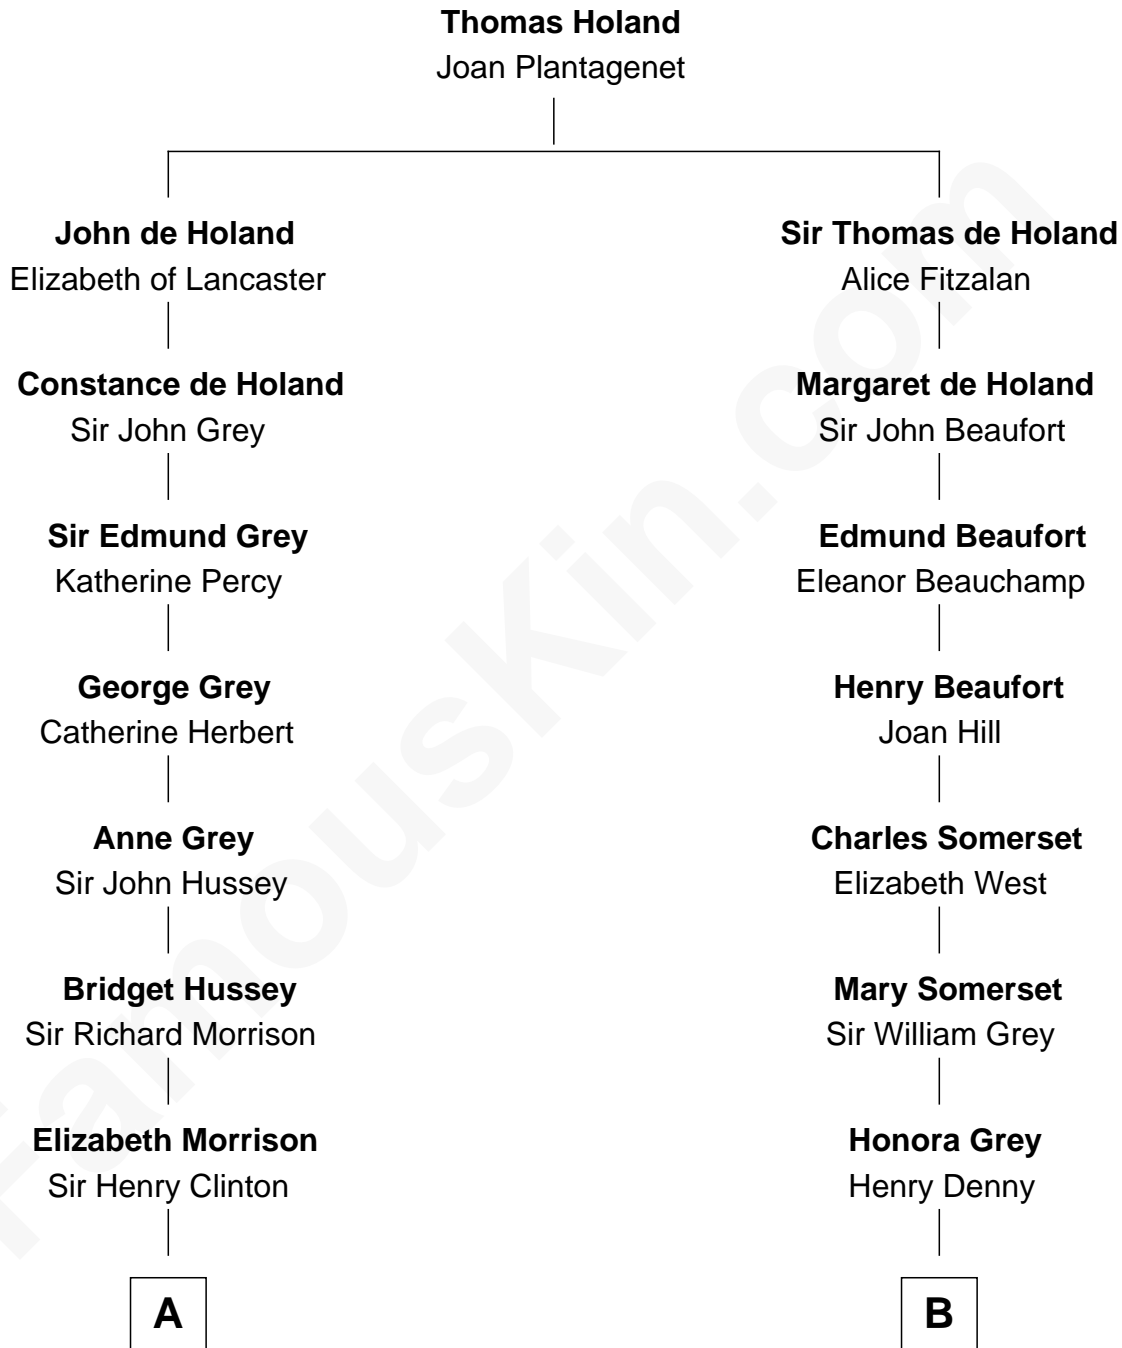 Thomas Holand
Joan Plantagenet
John de Holand
Elizabeth of Lancaster
Sir Thomas de Holand
Alice Fitzalan
Constance de Holand
Sir John Grey
Margaret de Holand
Sir John Beaufort
Sir Edmund Grey
Katherine Percy
Edmund Beaufort
Eleanor Beauchamp
George Grey
Catherine Herbert
Henry Beaufort
Joan Hill
Anne Grey
Sir John Hussey
Charles Somerset
Elizabeth West
Bridget Hussey
Sir Richard Morrison
Mary Somerset
Sir William Grey
Elizabeth Morrison
Sir Henry Clinton
Honora Grey
Henry Denny
A
B
FamousKin.com